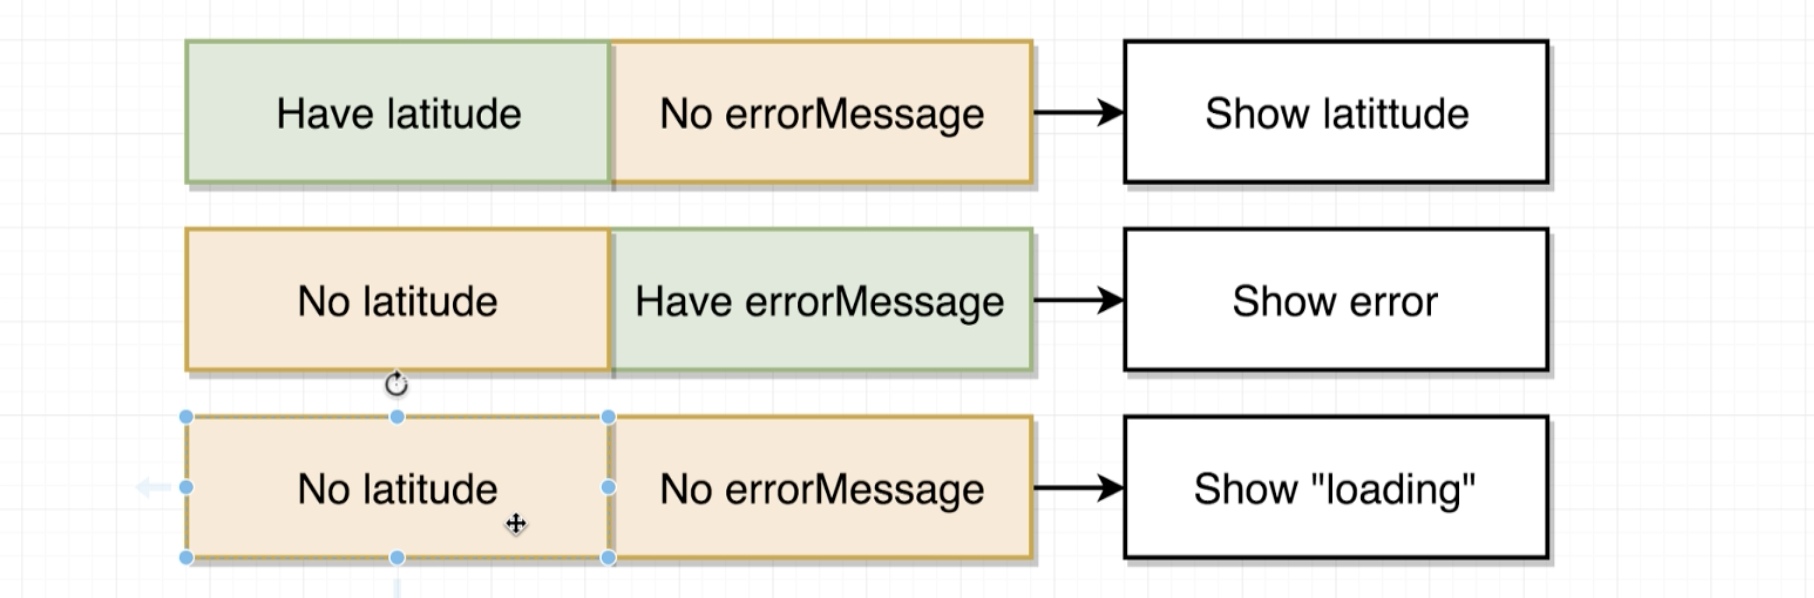 Have latitude No errorMessage Show latittude
No latitude Have errorMessage Show error
No latitude No errorMessage Show "loading"